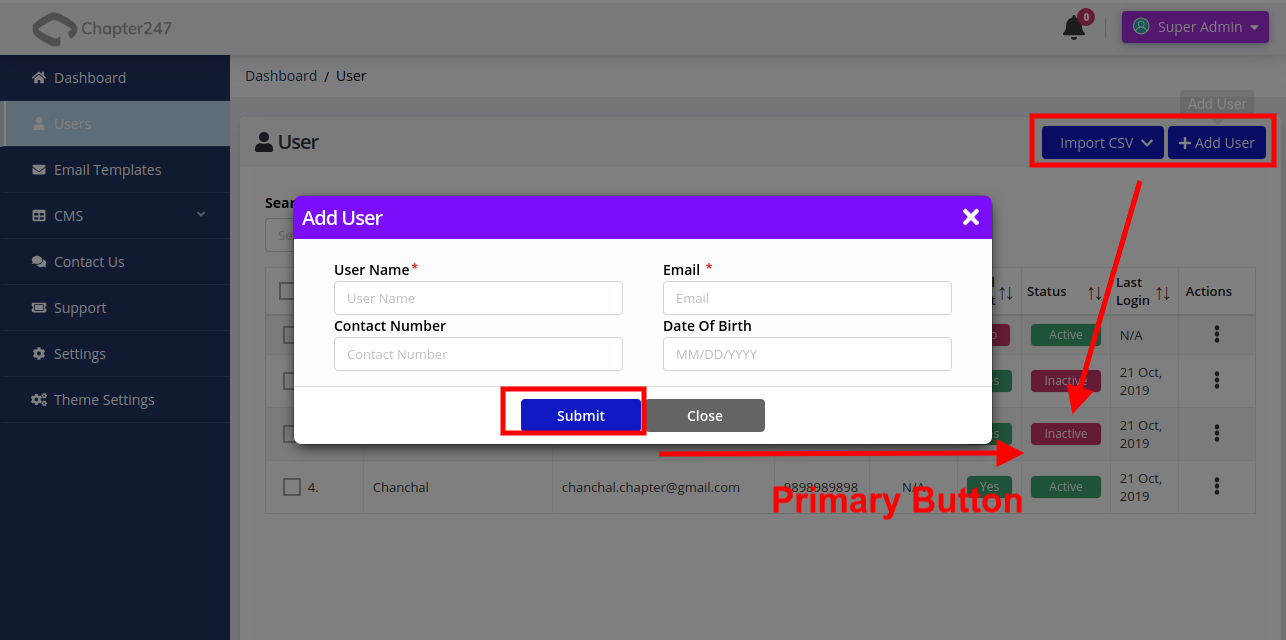 Chapter247
0
Super Admin
Dashboard
Dashboard / User
Users
Add User
Email Templates
User
Import CSV
Add User
CMS
Contact Us
Support
Settings
Theme Settings
Add User
User Name*
Email *
User Name
Email
Contact Number
Date Of Birth
Contact Number
MM/DD/YYYY
Submit
Close
Status
Last
Login
Actions
Active
N/A
Inactive
21 Oct,
2019
Inactive
21 Oct,
2019
4.
Chanchal
chanchal.chapter@gmail.com
9898989898
N/A
Yes
Active
21 Oct,
2019
Primary Button